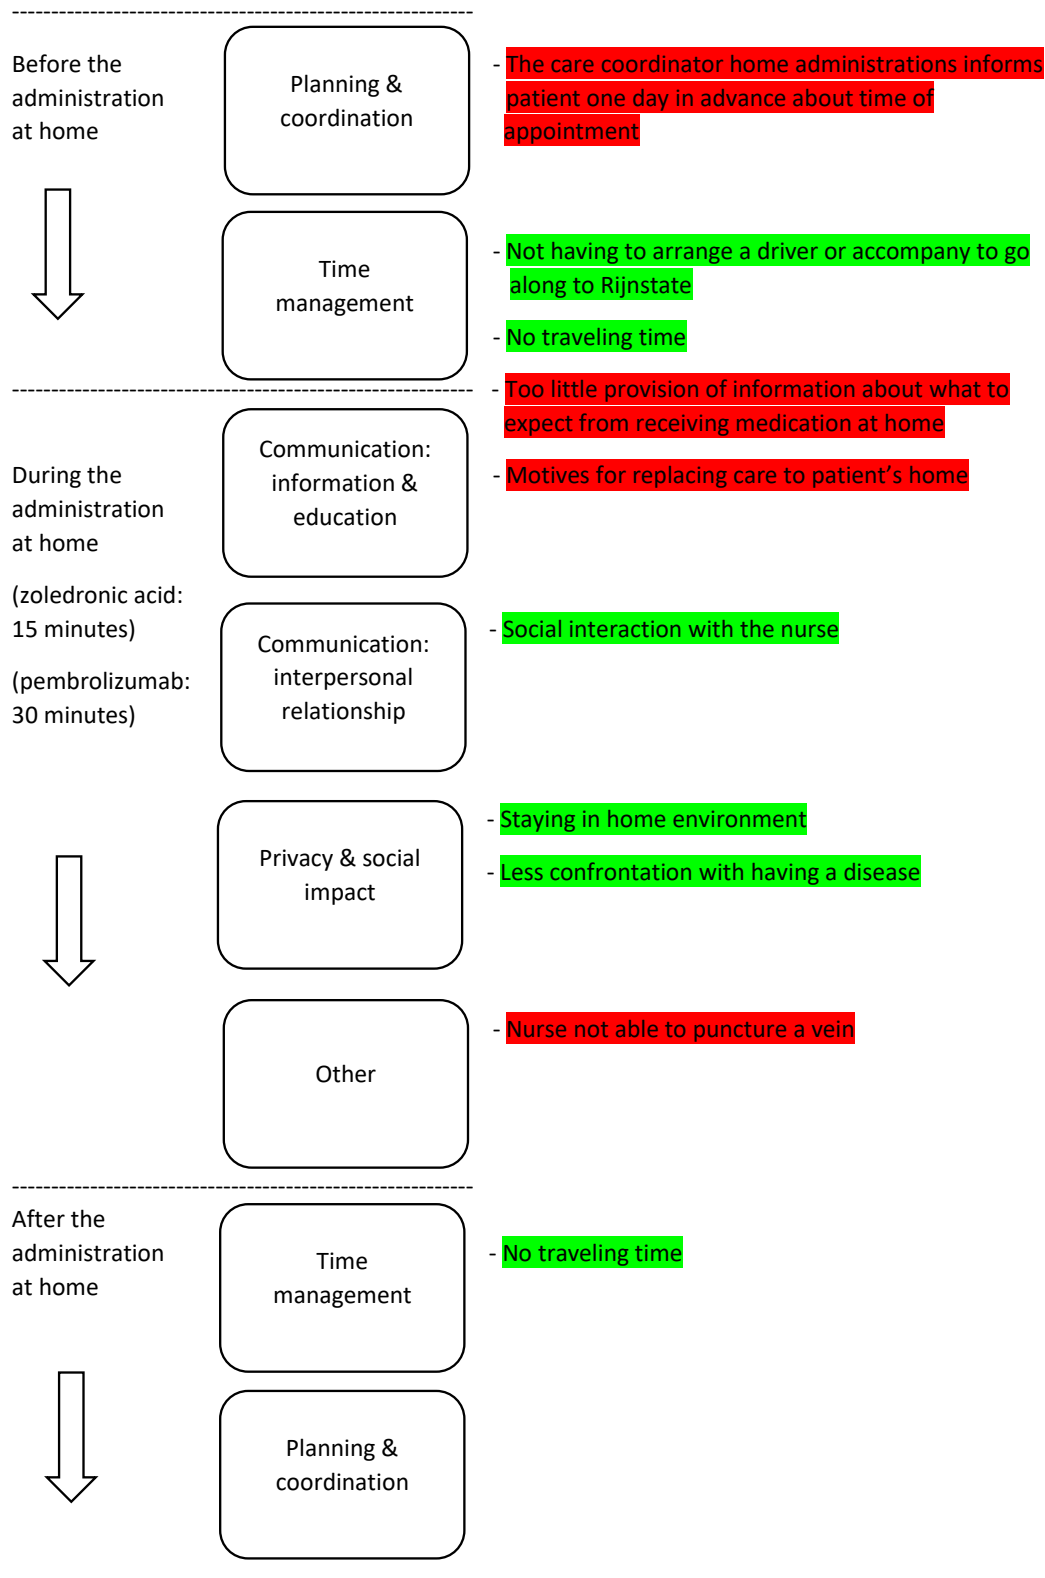 Before the
administration
at home
Planning &
coordination
- The care coordinator home administrations informs
patient one day in advance about time of
appointment
Time
management
- Not having to arrange a driver or accompany to go
along to Rijnstate
- No traveling time
During the
administration
at home
(zoledronic acid:
15 minutes)
(pembrolizumab:
30 minutes)
Communication:
information &
education
- Too little provision of information about what to
expect from receiving medication at home
- Motives for replacing care to patient’s home
Communication:
interpersonal
relationship
- Social interaction with the nurse
Privacy & social
impact
- Staying in home environment
- Less confrontation with having a disease
Other
- Nurse not able to puncture a vein
After the
administration
at home
Time
management
- No traveling time
Planning &
coordination